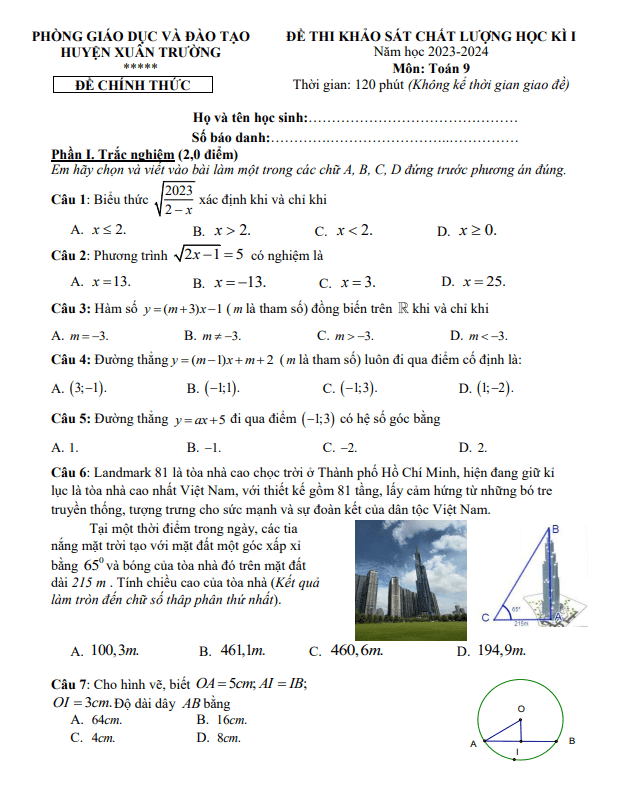 PHÒNG GIÁO DỤC VÀ ĐÀO TẠO
HUYỆN XUÂN TRƯỜNG
*****
ĐỀ CHÍNH THỨC
ĐỀ THI KHẢO SÁT CHẤT LƯỢNG HỌC KÌ I
Năm học 2023-2024
Môn: Toán 9
Thời gian: 120 phút (Không kể thời gian giao đề)
Họ và tên học sinh:……………………………………
Số báo danh:…………..……………………..……………
Phần I. Trắc nghiệm (2,0 điểm)
Em hãy chọn và viết vào bài làm một trong các chữ A, B, C, D đứng trước phương án đúng.
Câu 1: Biểu thức √(2023/(2 − x)) xác định khi và chỉ khi
A. x ≤ 2. B. x > 2. C. x < 2. D. x ≥ 0.
Câu 2: Phương trình √(2x − 1) = 5 có nghiệm là
A. x = 13. B. x = −13. C. x = 3. D. x = 25.
Câu 3: Hàm số y = (m + 3)x − 1 ( m là tham số) đồng biến trên ℝ khi và chỉ khi
A. m = −3. B. m ≠ −3. C. m > −3. D. m < −3.
Câu 4: Đường thẳng y = (m − 1)x + m + 2 ( m là tham số) luôn đi qua điểm cố định là:
A. (3; −1). B. (−1; 1). C. (−1; 3). D. (1; −2).
Câu 5: Đường thẳng y = ax + 5 đi qua điểm (−1; 3) có hệ số góc bằng
A. 1. B. −1. C. −2. D. 2.
Câu 6: Landmark 81 là tòa nhà cao chọc trời ở Thành phố Hồ Chí Minh, hiện đang giữ kỉ
lục là tòa nhà cao nhất Việt Nam, với thiết kế gồm 81 tầng, lấy cảm hứng từ những bó tre
truyền thống, tượng trưng cho sức mạnh và sự đoàn kết của dân tộc Việt Nam.
Tại một thời điểm trong ngày, các tia
nắng mặt trời tạo với mặt đất một góc xấp xỉ
bằng 65⁰ và bóng của tòa nhà đó trên mặt đất
dài 215 m . Tính chiều cao của tòa nhà (Kết quả
làm tròn đến chữ số thập phân thứ nhất).
B
C
65°
215m
A
A. 100,3m. B. 461,1m. C. 460,6m. D. 194,9m.
Câu 7: Cho hình vẽ, biết OA = 5cm; AI = IB;
OI = 3cm. Độ dài dây AB bằng
A. 64cm. B. 16cm.
C. 4cm. D. 8cm.
O
A
B
I